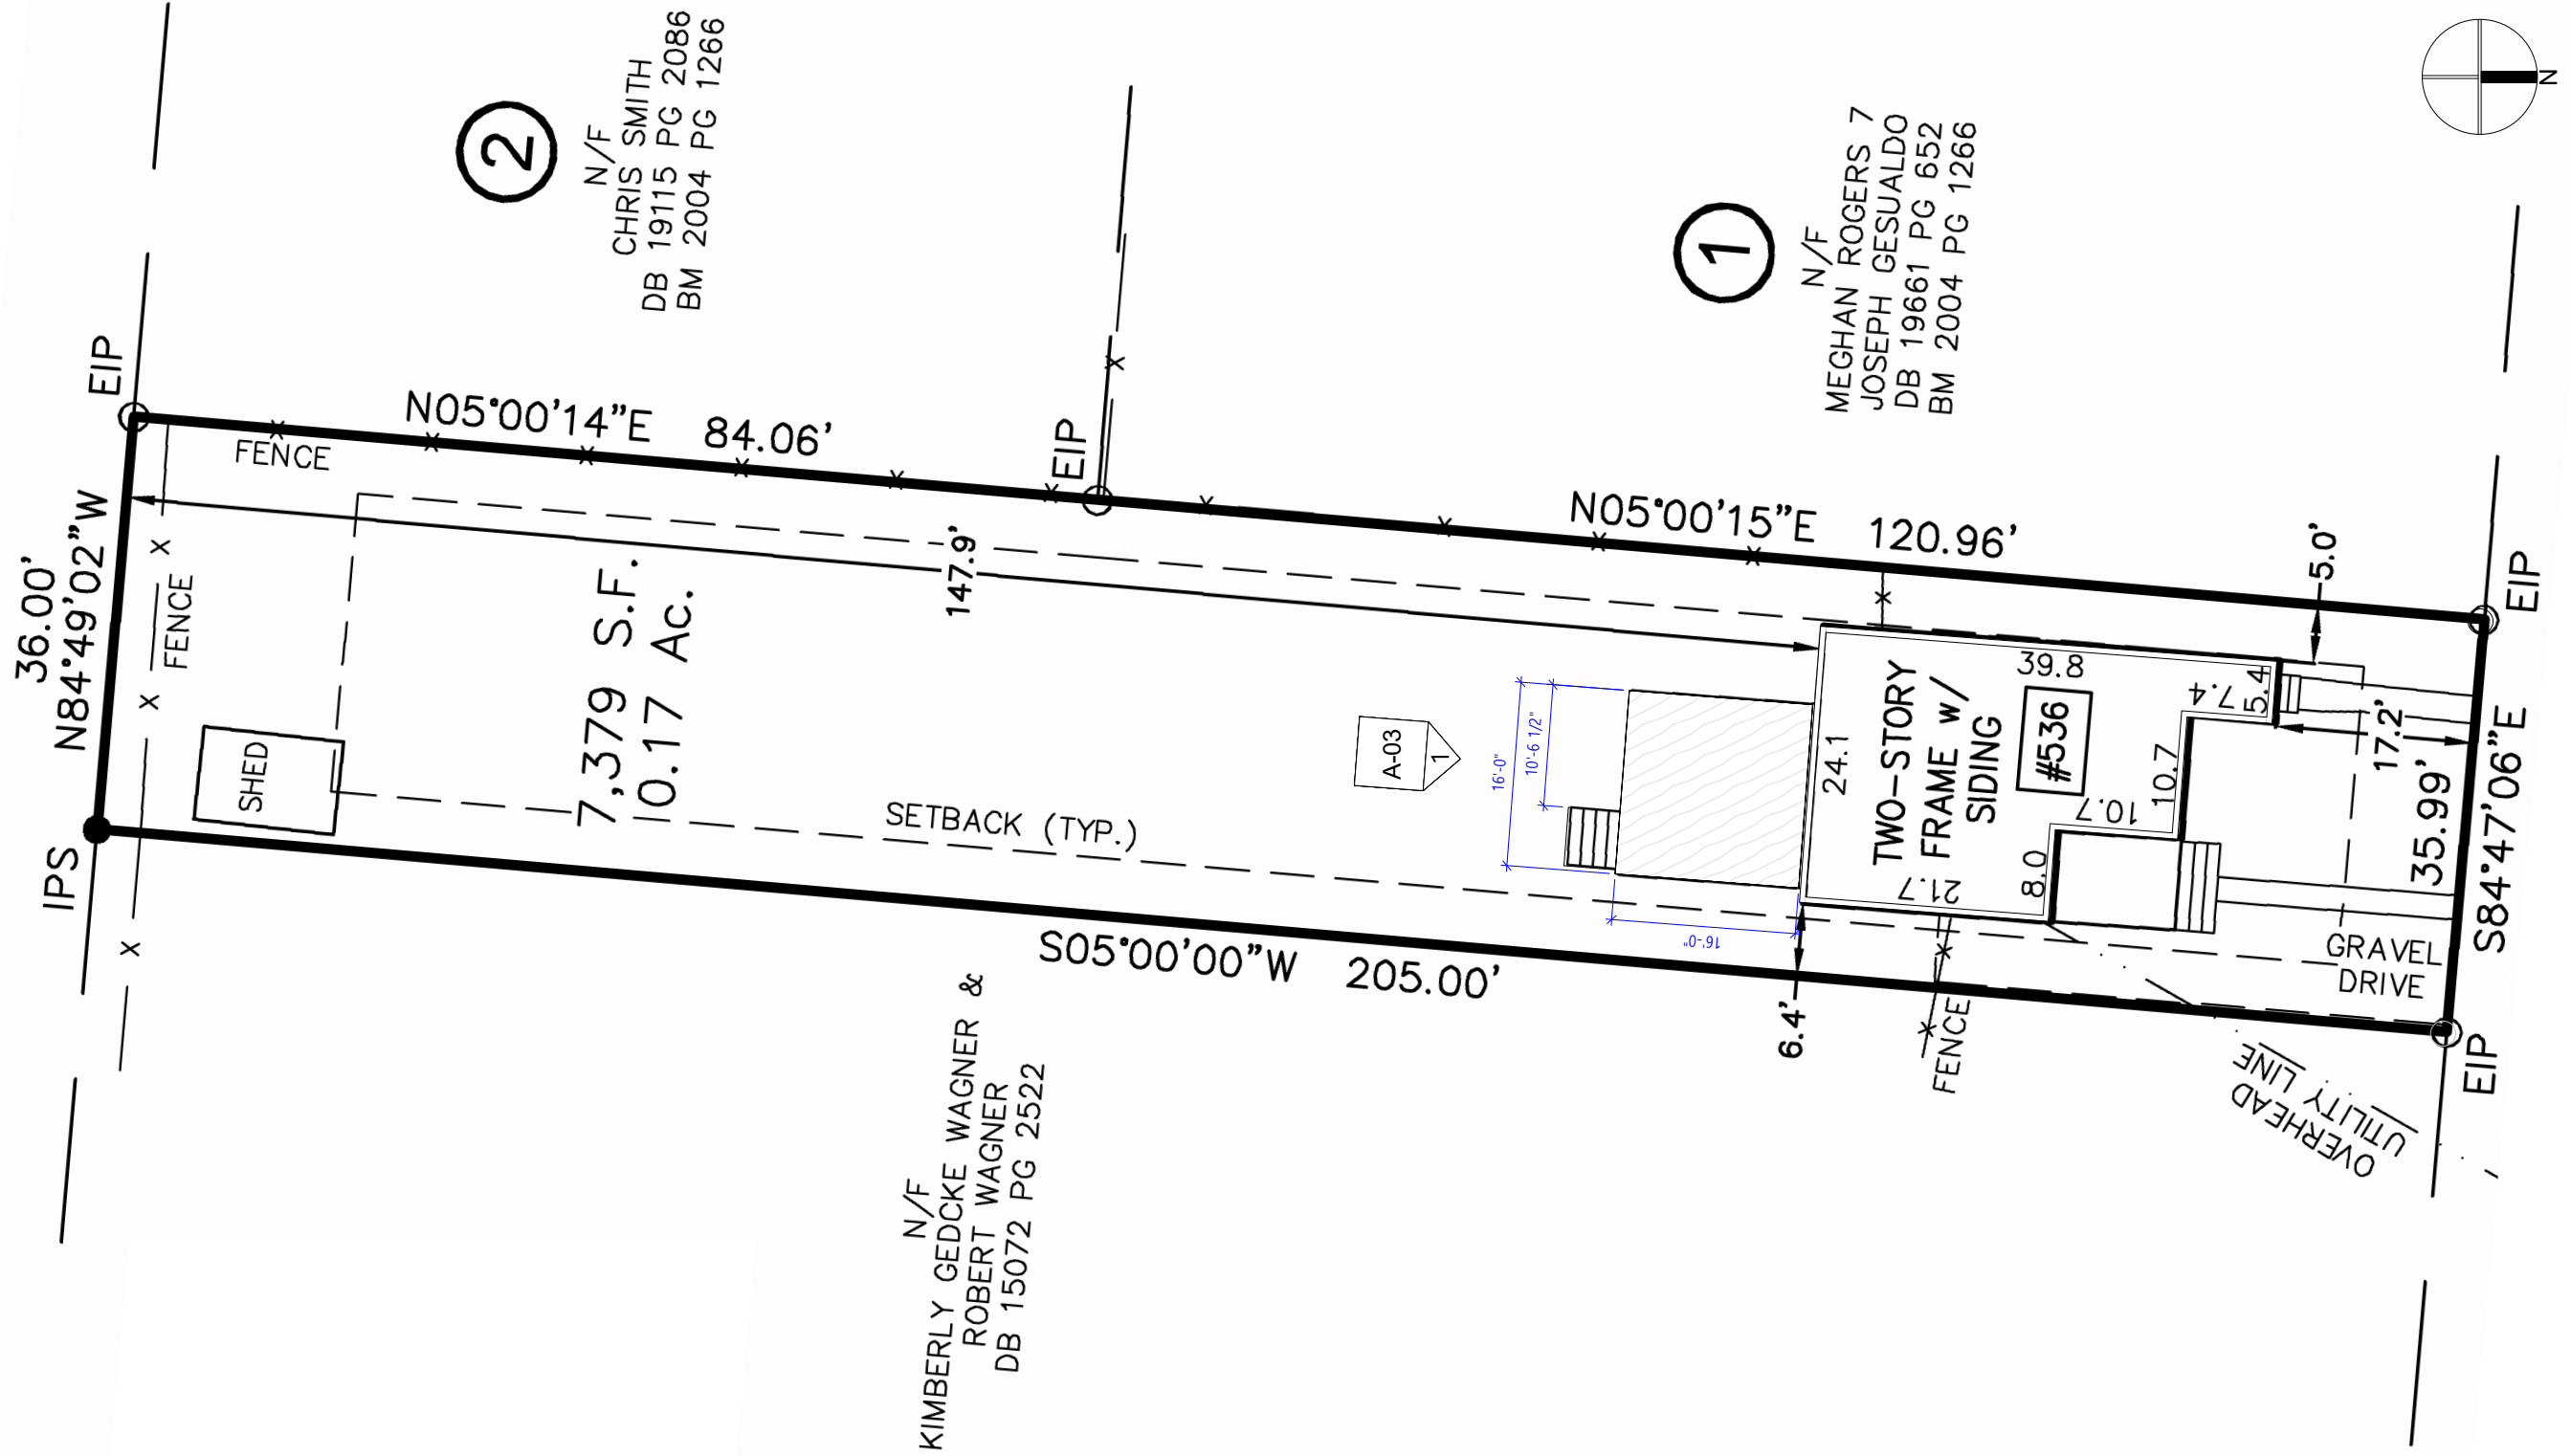 2
N/F
CHRIS SMITH
DB 19115 PG 2086
BM 2004 PG 1266
1
N/F
MEGHAN ROGERS 7
JOSEPH GESUALDO
DB 19661 PG 652
BM 2004 PG 1266
N
EIP
N05°00'14"E 84.06'
FENCE
EIP
N05°00'15"E 120.96'
5.0'
EIP
36.00'
N84°49'02"W
FENCE
147.9'
7,379 S.F.
0.17 Ac.
SHED
IPS
SETBACK (TYP.)
A-03
1
16'-0"
10'-6 1/2"
16'-0"
24.1
TWO-STORY
FRAME w/
SIDING
#536
39.8
7.4
5.4
10.7
10.7
8.0
21.7
17.2'
35.99'
S84°47'06"E
GRAVEL
DRIVE
S05°00'00"W 205.00'
6.4'
FENCE
EIP
OVERHEAD
UTILITY LINE
N/F
KIMBERLY GEDCKE WAGNER &
ROBERT WAGNER
DB 15072 PG 2522